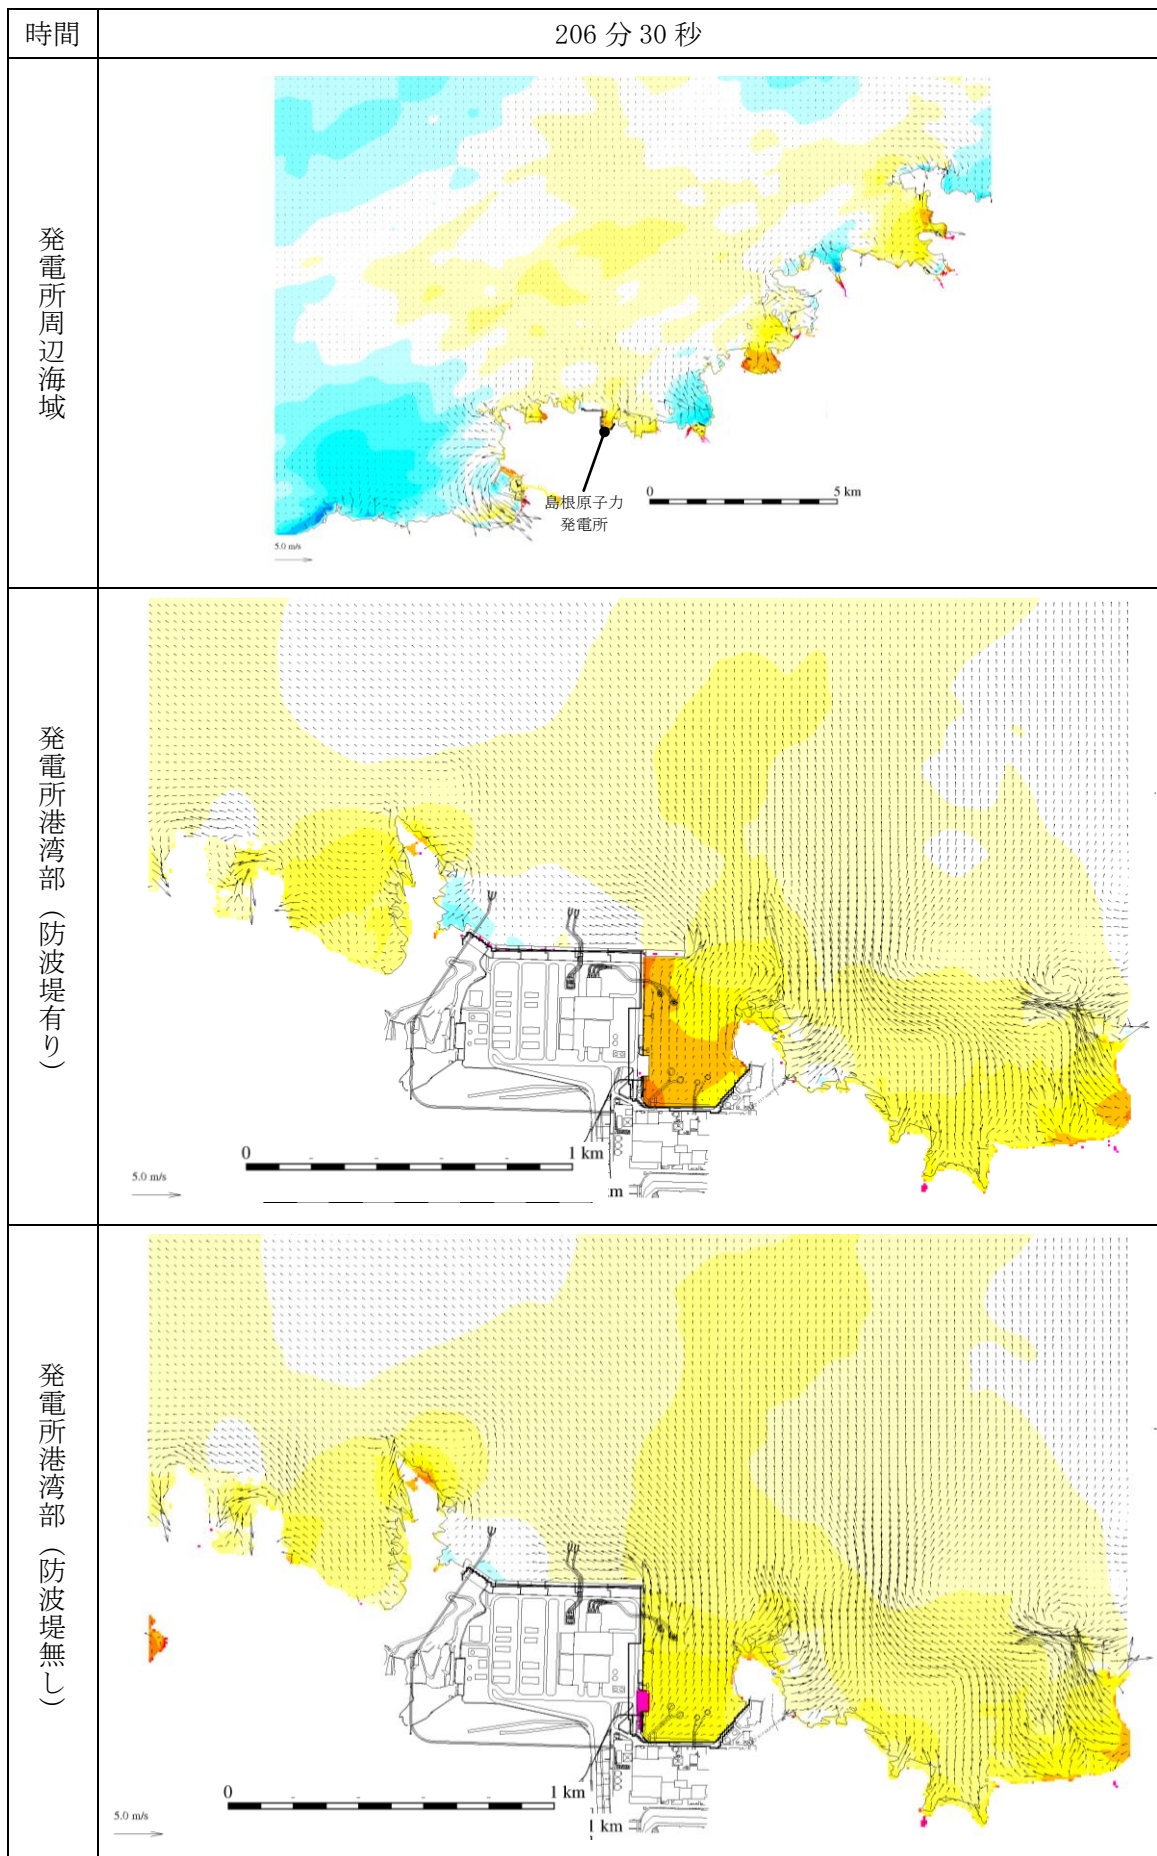 時間
206 分 30 秒
発電所周辺海域
島根原子力
発電所
0
5 km
5.0 m/s
発電所港湾部（防波堤有り）
0
1 km
5.0 m/s
m
発電所港湾部（防波堤無し）
0
1 km
5.0 m/s
1 km